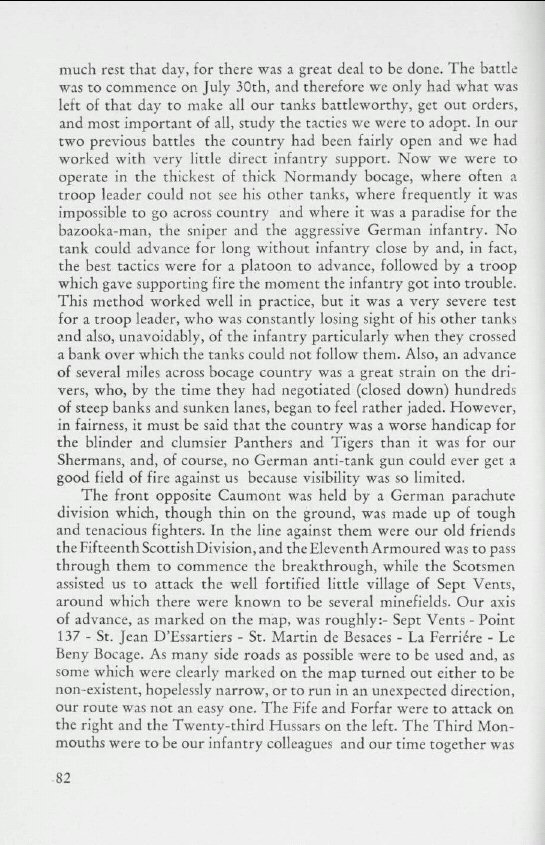 much rest that day, for there was a great deal to be done. The battle
was to commence on July 30th, and therefore we only had what was
left of that day to make all our tanks battleworthy, get out orders,
and most important of all, study the tacties we were to adopt. In our
two previous battles the country had been fairly open and we had
worked with very little direct infantry support. Now we were to
operate in the thickest of thick Normandy bocage, where often a
troop leader could not see his other tanks, where frequently it was
impossible to go across country and where it was a paradise for the
bazooka-man, the sniper and the aggressive German infantry. No
tank could advance for long without infantry close by and, in fact,
the best tactics were for a platoon to advance, followed by a troop
which gave supporting fire the moment the infantry got into trouble.
This method worked well in practice, but it was a very severe test
for a troop leader, who was constantly losing sight of his other tanks
and also, unavoidably, of the infantry particularly when they crossed
a bank over which the tanks could not follow them. Also, an advance
of several miles across bocage country was a great strain on the dri-
vers, who, by the time they had negotiated (closed down) hundreds
of steep banks and sunken lanes, began to feel rather jaded. However,
in fairness, it must be said that the country was a worse handicap for
the blinder and clumsier Panthers and Tigers than it was for our
Shermans, and, of course, no German anti-tank gun could ever get a
good field of fire against us because visibility was so limited.
The front opposite Caumont was held by a German parachute
division which, though thin on the ground, was made up of tough
and tenacious fighters. In the line against them were our old friends
the Fifteenth Scottish Division, and the Eleventh Armoured was to pass
through them to commence the breakthrough, while the Scotsmen
assisted us to attack the well fortified little village of Sept Vents,
around which there were known to be several minefields. Our axis
of advance, as marked on the map, was roughly:- Sept Vents - Point
137 - St. Jean D'Essartiers - St. Martin de Besaces - La Ferriére - Le
Beny Bocage. As many side roads as possible were to be used and, as
some which were clearly marked on the map turned out either to be
non-existent, hopelessly narrow, or to run in an unexpected direction,
our route was not an easy one. The Fife and Forfar were to attack on
the right and the Twenty-third Hussars on the left. The Third Mon-
mouths were to be our infantry colleagues and our time together was
82